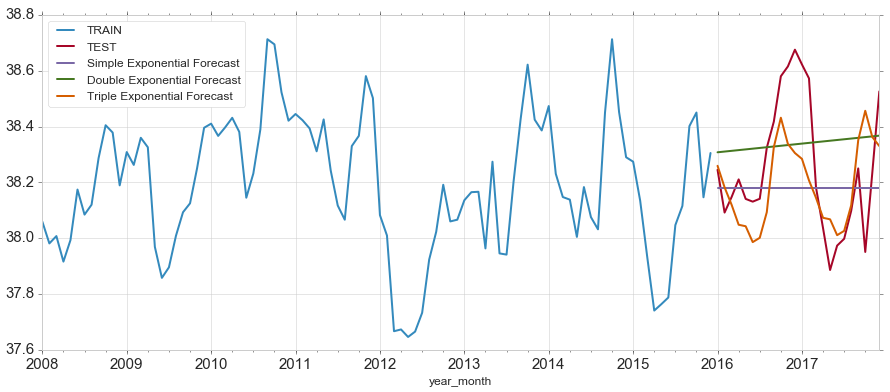 38.8
38.6
38.4
38.2
38.0
37.8
37.6
TRAIN
TEST
Simple Exponential Forecast
Double Exponential Forecast
Triple Exponential Forecast
2008 2009 2010 2011 2012 2013 2014 2015 2016 2017
year_month